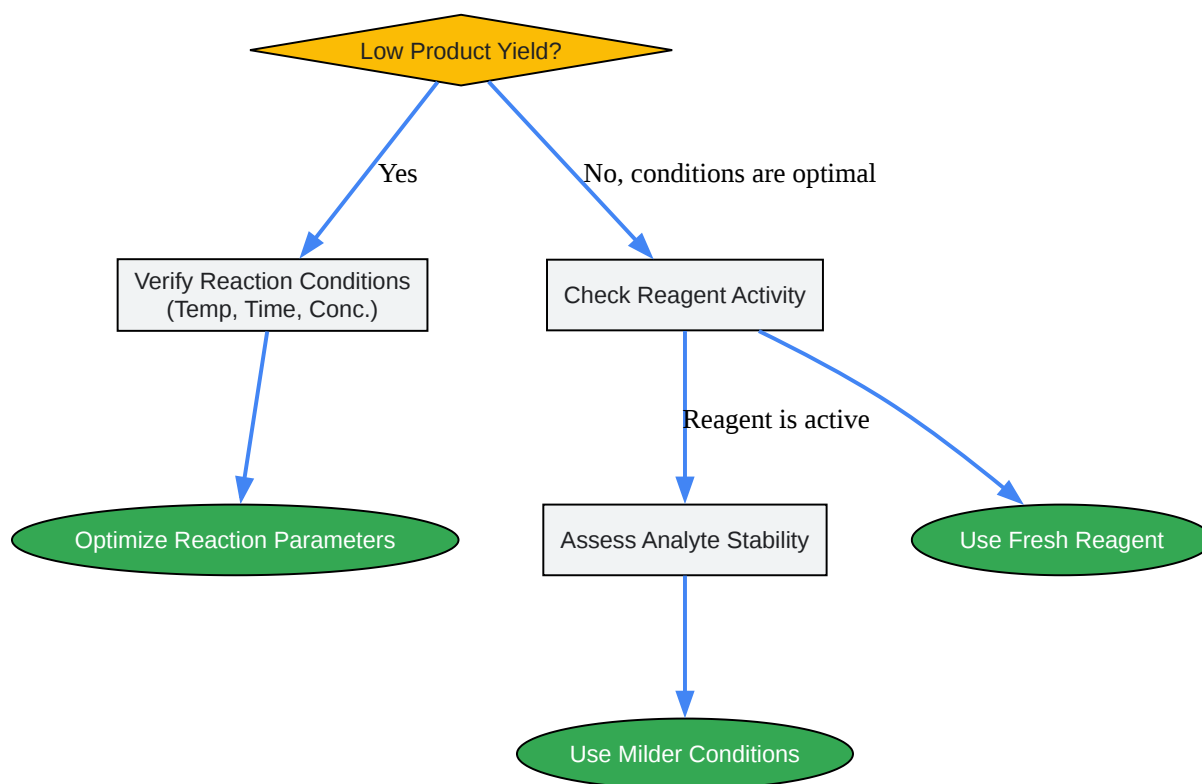 Low Product Yield?
Yes
No, conditions are optimal
Verify Reaction Conditions
(Temp, Time, Conc.)
Check Reagent Activity
Reagent is active
Optimize Reaction Parameters
Assess Analyte Stability
Use Fresh Reagent
Use Milder Conditions